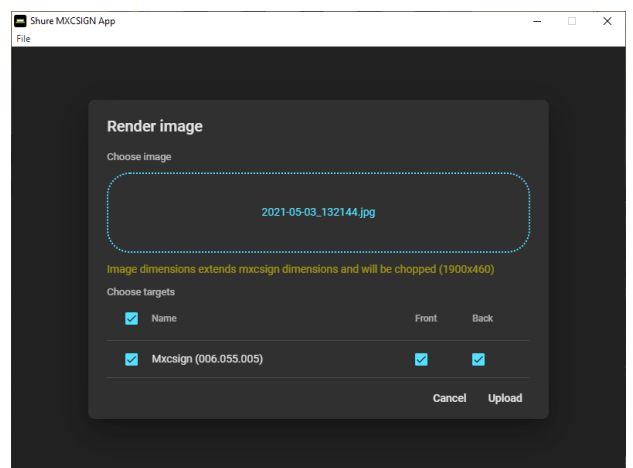 Shure MXCSIGN App
File
Render image
Choose image
2021-05-03_132144.jpg
Image dimensions extends mxcsign dimensions and will be chopped (1900x460)
Choose targets
Name Front Back
Mxcsign (006.055.005)
Cancel Upload